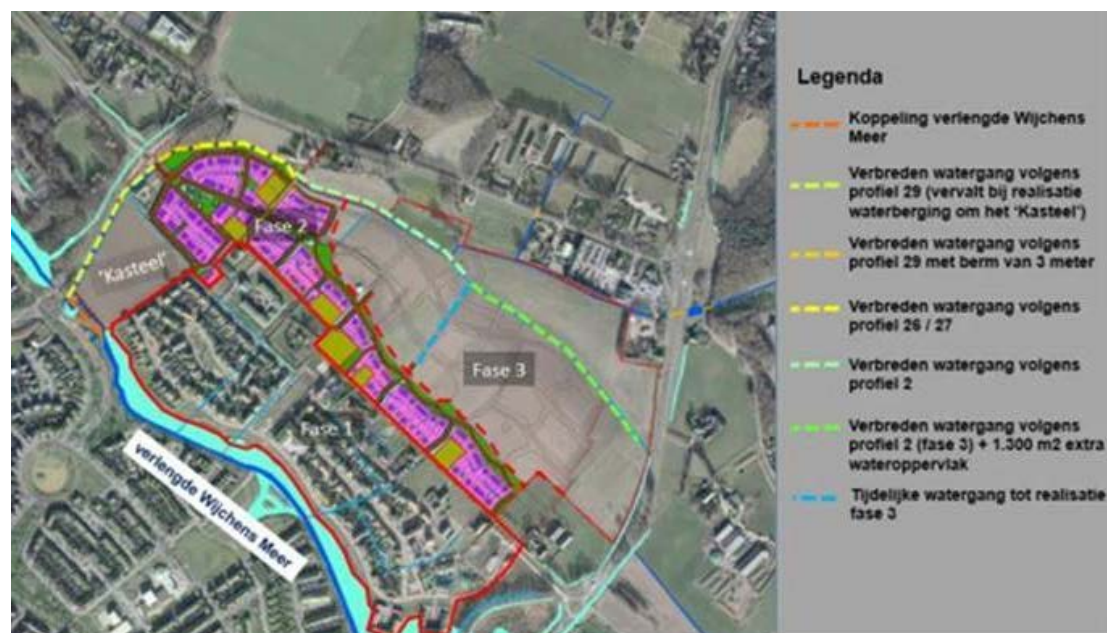 Fase 2
'Kasteel'
Fase 3
Fase 1
verlengde Wijchens Meer
Legenda
Koppeling verlengde Wijchens
Meer
Verbreden watergang volgens
profiel 29 (vervalt bij realisatie
waterberging om het 'Kasteel')
Verbreden watergang volgens
profiel 29 met berm van 3 meter
Verbreden watergang volgens
profiel 26 / 27
Verbreden watergang volgens
profiel 2
Verbreden watergang volgens
profiel 2 (fase 3) + 1.300 m2 extra
wateroppervlak
Tijdelijke watergang tot realisatie
fase 3